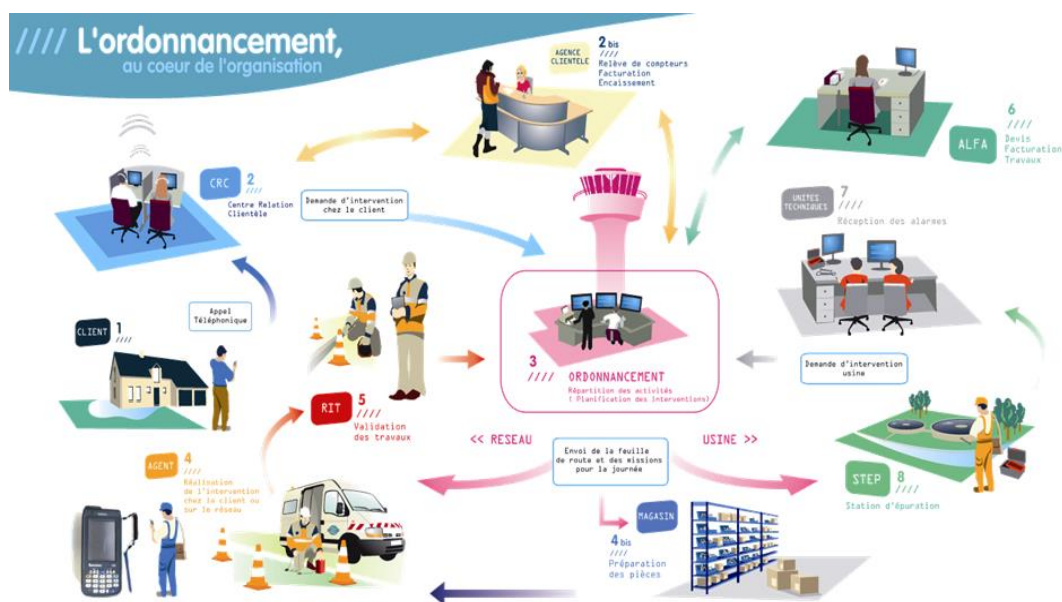 //// L'ordonnancement,
au coeur de l'organisation
AGENCE
CLIENTELE
2 bis
////
Relève de compteurs
Facturation
Encaissement
6
////
ALFA
Devis
Facturation
Travaux
CRC
2
////
Centre Relation
Clientèle
Demande d'intervention
chez le client
UNITES
TECHNIQUES
7
////
Réception des alarmes
Appel
Téléphonique
CLIENT
1
////
3
////
ORDONNANCEMENT
Répartition des activités
( Planification des interventions)
Demande d'intervention
usine
RIT
5
////
Validation
des travaux
<< RESEAU
USINE >>
Envoi de la feuille
de route et des missions
pour la journée
AGENT
4
////
Réalisation
de l'intervention
chez le client ou
sur le réseau
STEP
8
////
Station d'épuration
MAGASIN
4 bis
////
Préparation
des pièces